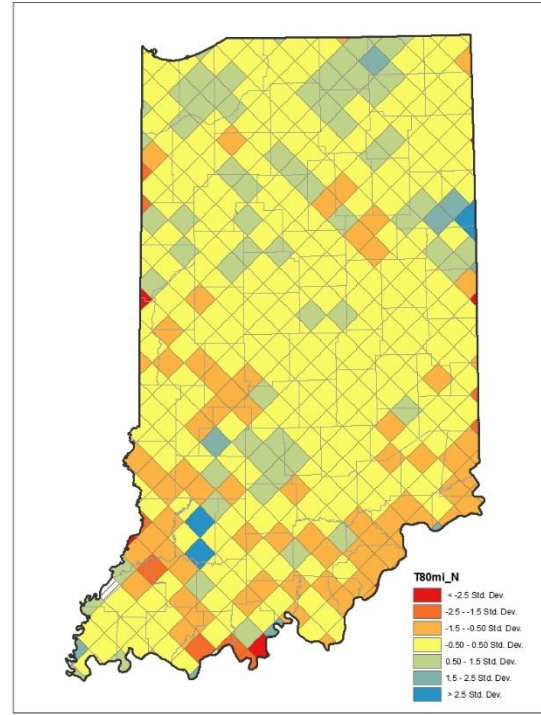 T80mi_N
< -2.5 Std. Dev.
-2.5 - -1.5 Std. Dev.
-1.5 - -0.50 Std. Dev.
-0.50 - 0.50 Std. Dev.
0.50 - 1.5 Std. Dev.
1.5 - 2.5 Std. Dev.
> 2.5 Std. Dev.